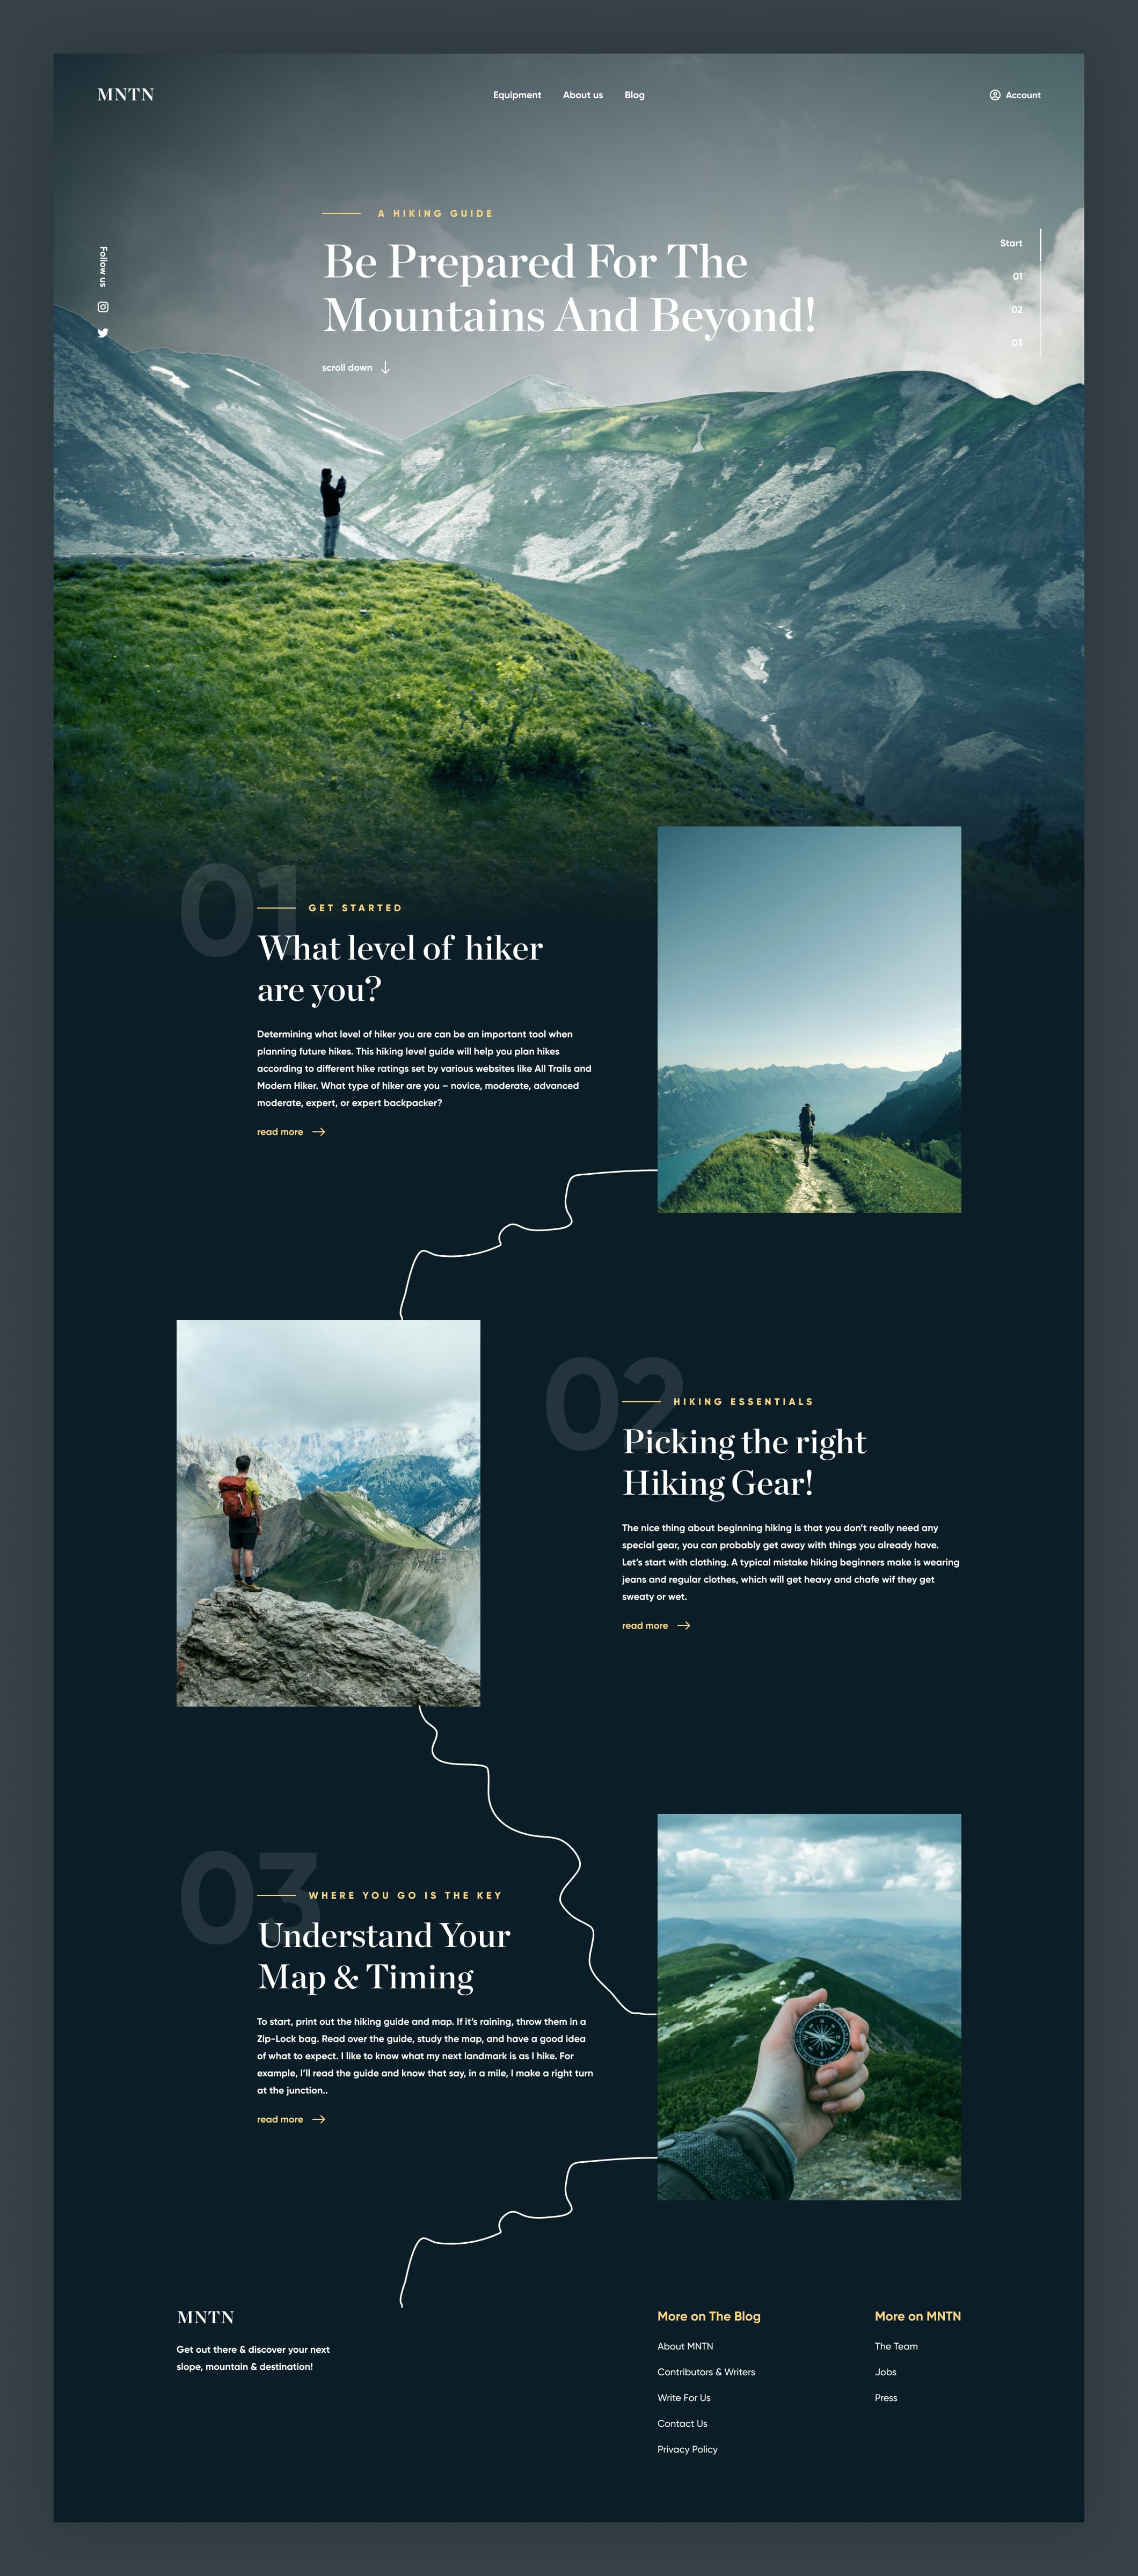 MNTN
Equipment About us Blog
Account
Follow us
A HIKING GUIDE
Be Prepared For The
Mountains And Beyond!
scroll down
Start
01
02
03
01
GET STARTED
What level of hiker
are you?
Determining what level of hiker you are can be an important tool when
planning future hikes. This hiking level guide will help you plan hikes
according to different hike ratings set by various websites like All Trails and
Modern Hiker. What type of hiker are you – novice, moderate, advanced
moderate, expert, or expert backpacker?
read more
02
HIKING ESSENTIALS
Picking the right
Hiking Gear!
The nice thing about beginning hiking is that you don’t really need any
special gear, you can probably get away with things you already have.
Let’s start with clothing. A typical mistake hiking beginners make is wearing
jeans and regular clothes, which will get heavy and chafe wif they get
sweaty or wet.
read more
03
WHERE YOU GO IS THE KEY
Understand Your
Map & Timing
To start, print out the hiking guide and map. If it’s raining, throw them in a
Zip-Lock bag. Read over the guide, study the map, and have a good idea
of what to expect. I like to know what my next landmark is as I hike. For
example, I’ll read the guide and know that say, in a mile, I make a right turn
at the junction..
read more
MNTN
Get out there & discover your next
slope, mountain & destination!
More on The Blog
About MNTN
Contributors & Writers
Write For Us
Contact Us
Privacy Policy
More on MNTN
The Team
Jobs
Press